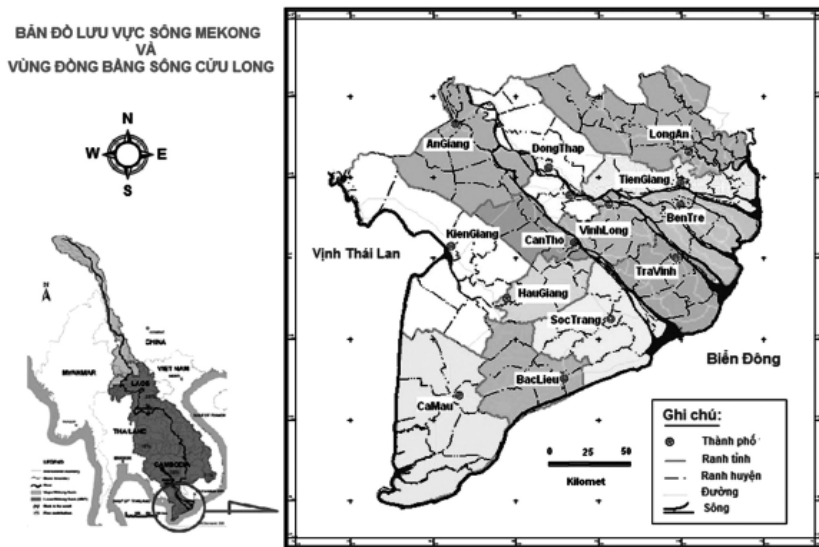 BẢN ĐỒ LƯU VỰC SÔNG MEKONG
VÀ
VÙNG ĐỒNG BẰNG SÔNG CỬU LONG
N
W E
S
N
CHINA
MYANMAR
VIET NAM
LAOS
THAILAND
CAMBODIA
LEGEND
AnGiang
DongThap
LongAn
TienGiang
BenTre
VinhLong
CanTho
KienGiang
TraVinh
HauGiang
SocTrang
BacLieu
CaMau
Vịnh Thái Lan
Biển Đông
0 25 50
Kilomet
Ghi chú:
Thành phố
Ranh tỉnh
Ranh huyện
Đường
Sông